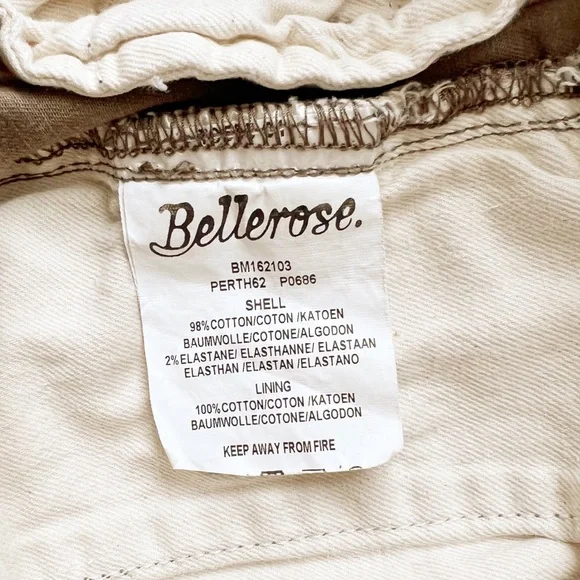 Bellerose.
BM162103
PERTH62 P0686
SHELL
98%COTTON/COTON /KATOEN
BAUMWOLLE/COTONE/ALGODON
2%ELASTANE/ ELASTHANNE/ ELASTAAN
ELASTHAN /ELASTAN /ELASTANO
LINING
100%COTTON/COTON /KATOEN
BAUMWOLLE/COTONE/ALGODON
KEEP AWAY FROM FIRE